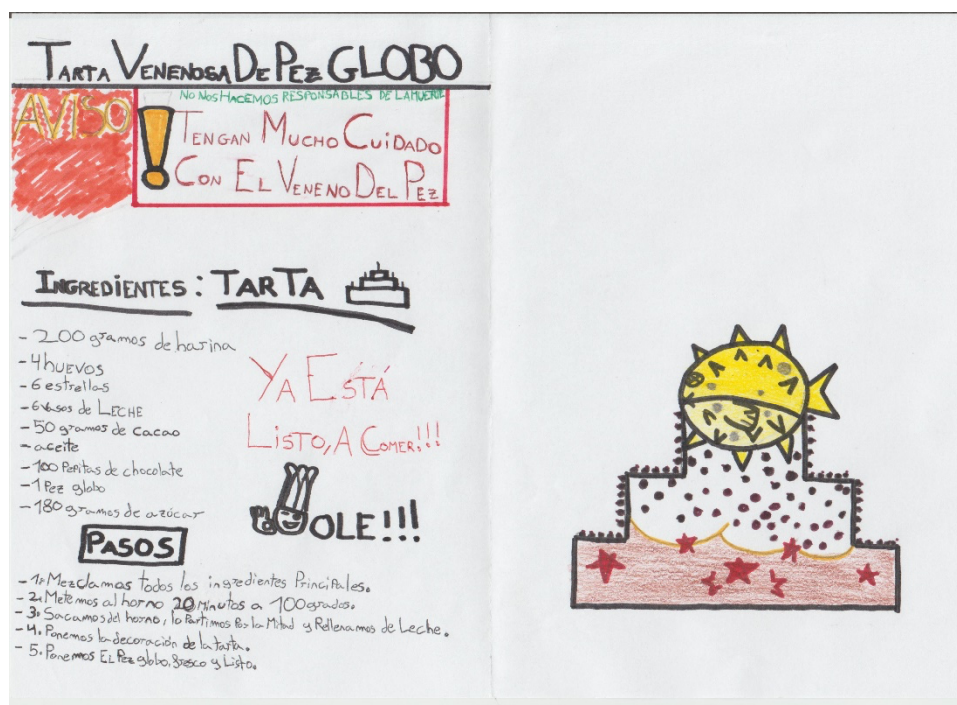 TARTA VENENOSA DE PEZ GLOBO
AVISO
NO NOS HACEMOS RESPONSABLES DE LA MUERTE
!
TENGAN MUCHO CUIDADO
CON EL VENENO DEL PEZ
INGREDIENTES: TARTA
- 200 gramos de harina
- 4 HUEVOS
- 6 estrellas
- 6 Vasos de LECHE
- 50 gramos de cacao
- aceite
- 100 Pepitas de chocolate
- 1 Pez globo
- 180 gramos de azúcar
YA ESTÁ
LISTO, A COMER!!!
OLE!!!
PASOS
- 1. Mezclamos todos los ingredientes Principales.
- 2. Metemos al horno 20 Minutos a 100 grados.
- 3. Sacamos del horno, lo Partimos Por la Mitad y Rellenamos de Leche.
- 4. Ponemos la decoración de la tarta.
- 5. Ponemos EL Pez globo, fresco y Listo.